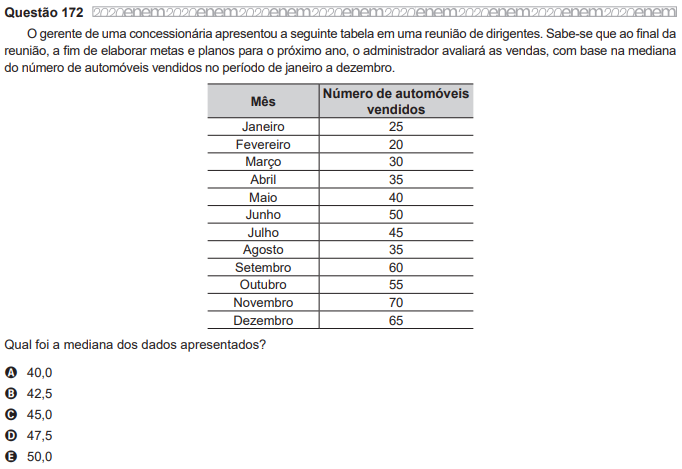 Questão 172 2020enem2020enem2020enem2020enem2020enem2020enem2020enem2020enem
O gerente de uma concessionária apresentou a seguinte tabela em uma reunião de dirigentes. Sabe-se que ao final da
reunião, a fim de elaborar metas e planos para o próximo ano, o administrador avaliará as vendas, com base na mediana
do número de automóveis vendidos no período de janeiro a dezembro.
Mês Número de automóveis
vendidos
Janeiro 25
Fevereiro 20
Março 30
Abril 35
Maio 40
Junho 50
Julho 45
Agosto 35
Setembro 60
Outubro 55
Novembro 70
Dezembro 65
Qual foi a mediana dos dados apresentados?
A 40,0
B 42,5
C 45,0
D 47,5
E 50,0